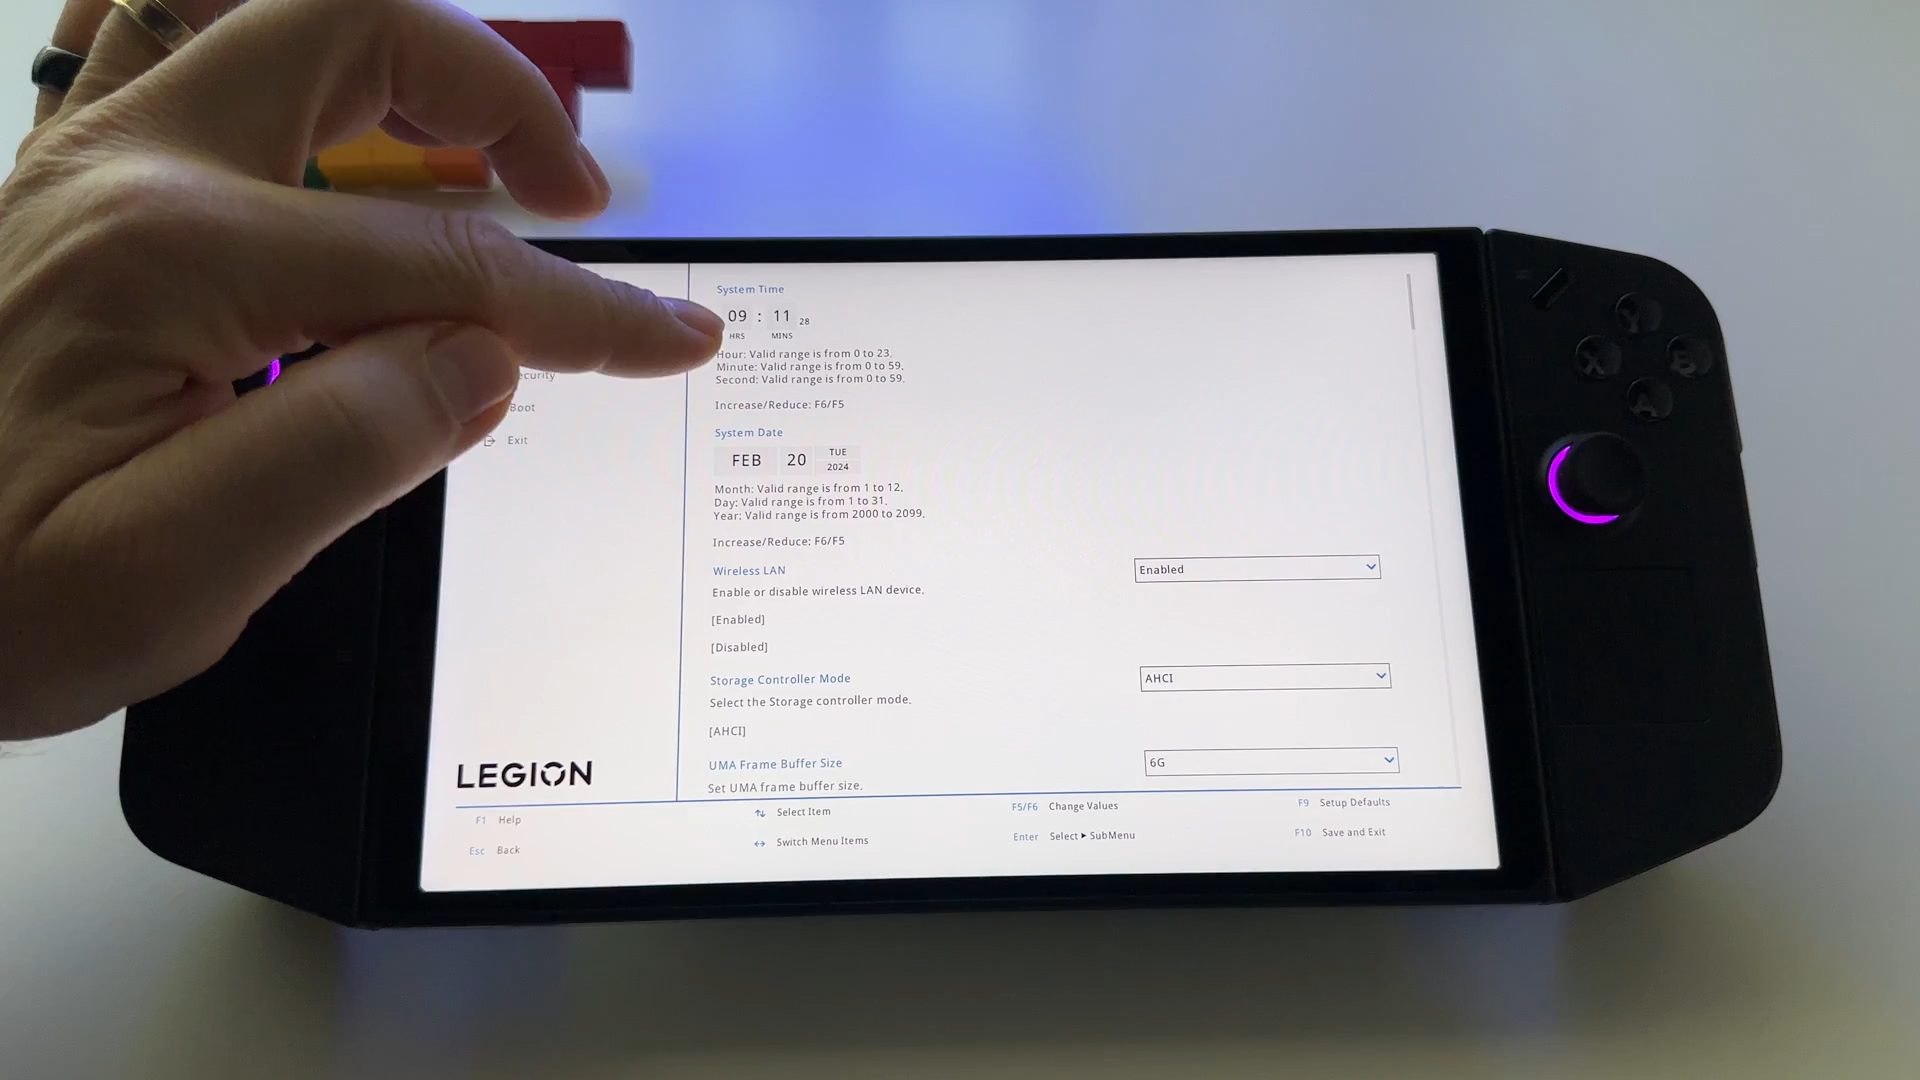 System Time
09 : 11 28
HRS MINS
Hour: Valid range is from 0 to 23.
Minute: Valid range is from 0 to 59.
Second: Valid range is from 0 to 59.
Increase/Reduce: F6/F5
System Date
FEB 20 TUE 2024
Month: Valid range is from 1 to 12.
Day: Valid range is from 1 to 31.
Year: Valid range is from 2000 to 2099.
Increase/Reduce: F6/F5
Wireless LAN Enabled
Enable or disable wireless LAN device.
[Enabled]
[Disabled]
Storage Controller Mode AHCI
Select the Storage controller mode.
[AHCI]
UMA Frame Buffer Size 6G
Set UMA frame buffer size.
ecurity
Boot
Exit
LEGION
F1 Help
Esc Back
Select Item
Switch Menu Items
F5/F6 Change Values
Enter Select ▸ SubMenu
F9 Setup Defaults
F10 Save and Exit
Y
X
B
A